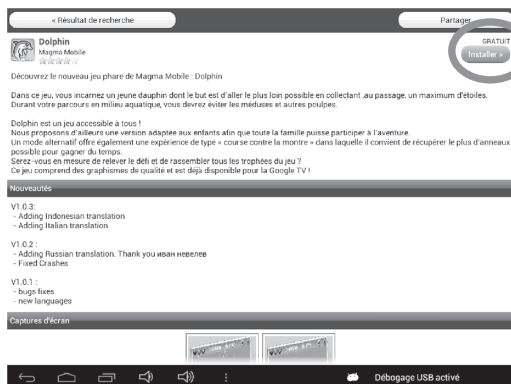 « Résultat de recherche
Partager
Dolphin
Magma Mobile
GRATUIT
Installer »
Découvrez le nouveau jeu phare de Magma Mobile : Dolphin
Dans ce jeu, vous incarnez un jeune dauphin dont le but est d'aller le plus loin possible en collectant ,au passage, un maximum d'étoiles.
Durant votre parcours en milieu aquatique, vous devrez éviter les méduses et autres poulpes.
Dolphin est un jeu accessible à tous !
Nous proposons d'ailleurs une version adaptée aux enfants afin que toute la famille puisse participer à l'aventure.
Un mode alternatif offre également une expérience de type « course contre la montre » dans laquelle il convient de récupérer le plus d'anneaux
possible pour gagner du temps.
Serez-vous en mesure de relever le défi et de rassembler tous les trophées du jeu ?
Ce jeu comprend des graphismes de qualité et est déjà disponible pour la Google TV !
Nouveautés
V1.0.3:
- Adding Indonesian translation
- Adding Italian translation
V1.0.2 :
- Adding Russian translation. Thank you иван невелев
- Fixed Crashes
V1.0.1 :
- bugs fixes
- new languages
Captures d'écran
Débogage USB activé